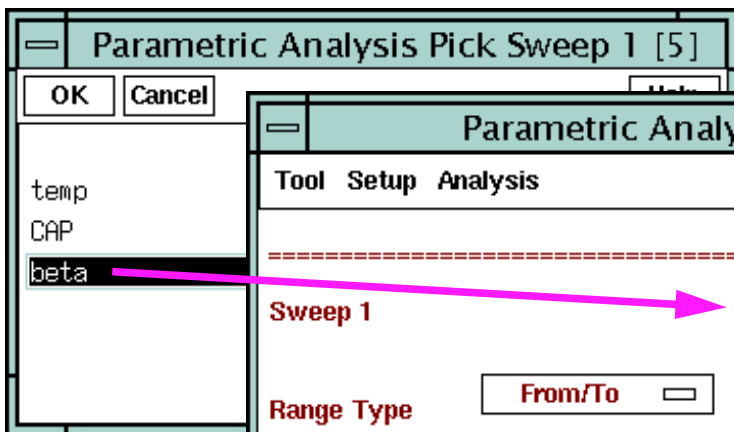 Parametric Analysis Pick Sweep 1 [5]
OK Cancel Help
temp
CAP
beta
Parametric Analy
Tool Setup Analysis
==============================
Sweep 1
Range Type From/To